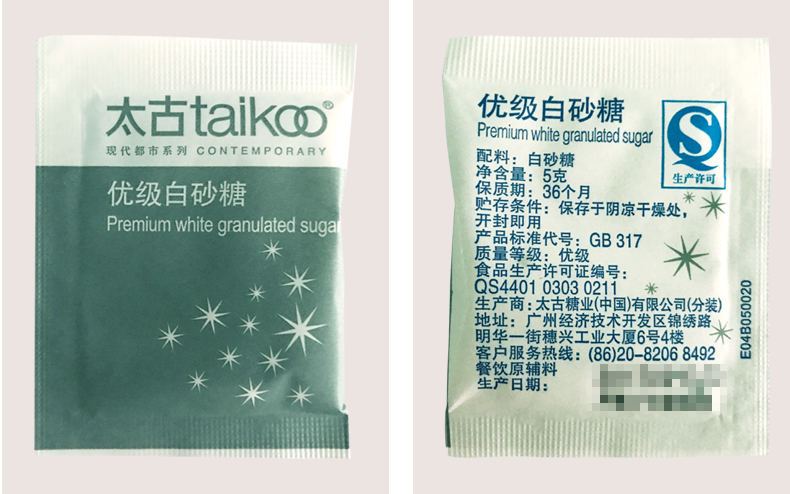 太古taikoo®
现代都市系列 CONTEMPORARY
优级白砂糖
Premium white granulated sugar
优级白砂糖
Premium white granulated sugar
S
生产许可
配料：白砂糖
净含量：5克
保质期：36个月
贮存条件：保存于阴凉干燥处，
开封即用
产品标准代号：GB 317
质量等级：优级
食品生产许可证编号：
QS4401 0303 0211
生产商：太古糖业(中国)有限公司(分装)
地址：广州经济技术开发区锦绣路
明华一街穗兴工业大厦6号4楼
客户服务热线：(86)20-8206 8492
餐饮原辅料
生产日期：
E04B050020